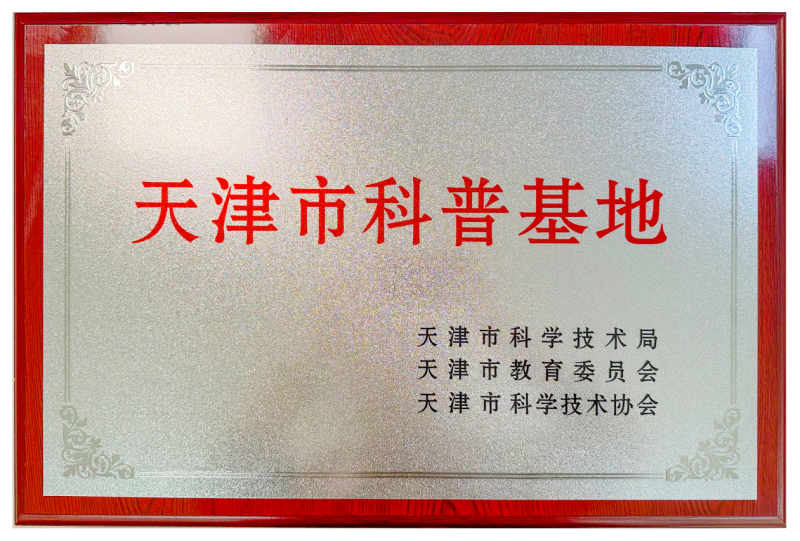 天津市科普基地
天津市科学技术局
天津市教育委员会
天津市科学技术协会